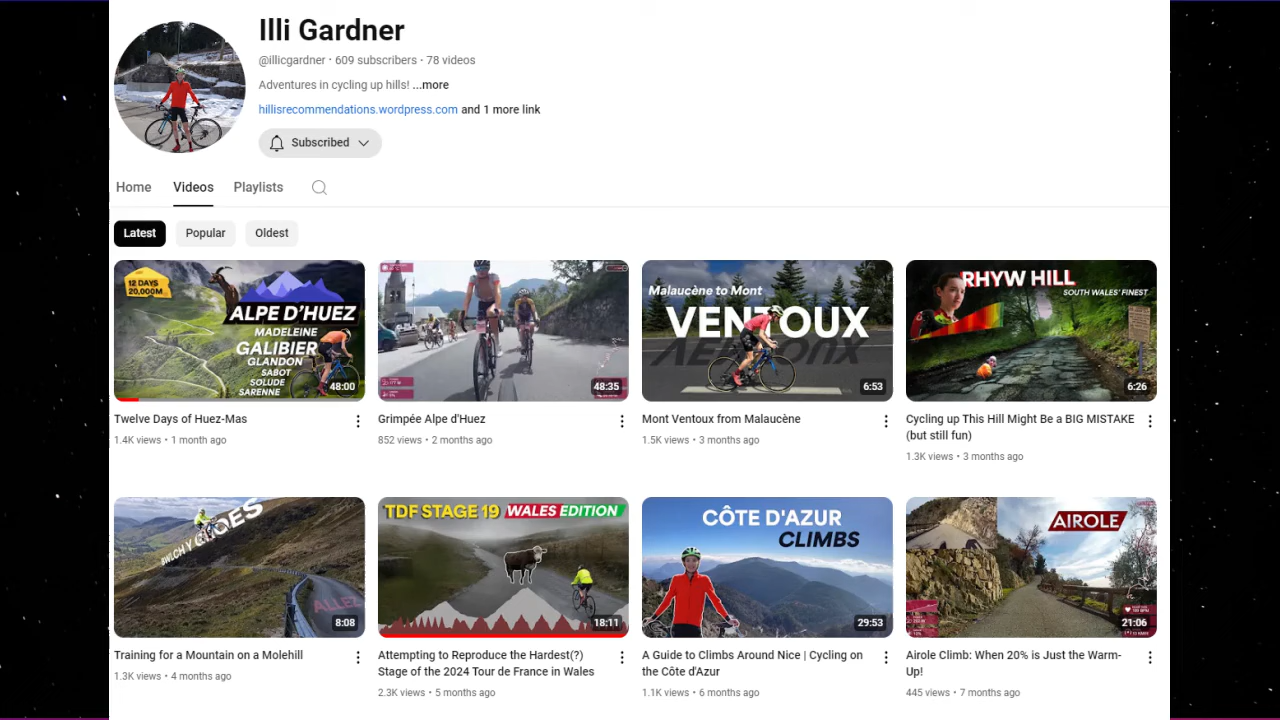 Illi Gardner
@illicgardner · 609 subscribers · 78 videos
Adventures in cycling up hills! ...more
hillisrecommendations.wordpress.com and 1 more link
Subscribed
Home Videos Playlists
Latest Popular Oldest
12 DAYS
20,000M
ALPE D'HUEZ
MADELEINE
GALIBIER
GLANDON
SABOT
SOLUDE
SARENNE
48:00
48:35
Malaucène to Mont
VENTOUX
6:53
RHYW HILL
SOUTH WALES' FINEST
6:26
Twelve Days of Huez-Mas
1.4K views • 1 month ago
Grimpée Alpe d'Huez
852 views • 2 months ago
Mont Ventoux from Malaucène
1.5K views • 3 months ago
Cycling up This Hill Might Be a BIG MISTAKE
(but still fun)
1.3K views • 3 months ago
BWLCH Y GROES
ALLEZ
8:08
TDF STAGE 19 WALES EDITION
18:11
CÔTE D'AZUR
CLIMBS
29:53
AIROLE
21:06
Training for a Mountain on a Molehill
1.3K views • 4 months ago
Attempting to Reproduce the Hardest(?)
Stage of the 2024 Tour de France in Wales
2.3K views • 5 months ago
A Guide to Climbs Around Nice | Cycling on
the Côte d'Azur
1.1K views • 6 months ago
Airole Climb: When 20% is Just the Warm-
Up!
445 views • 7 months ago